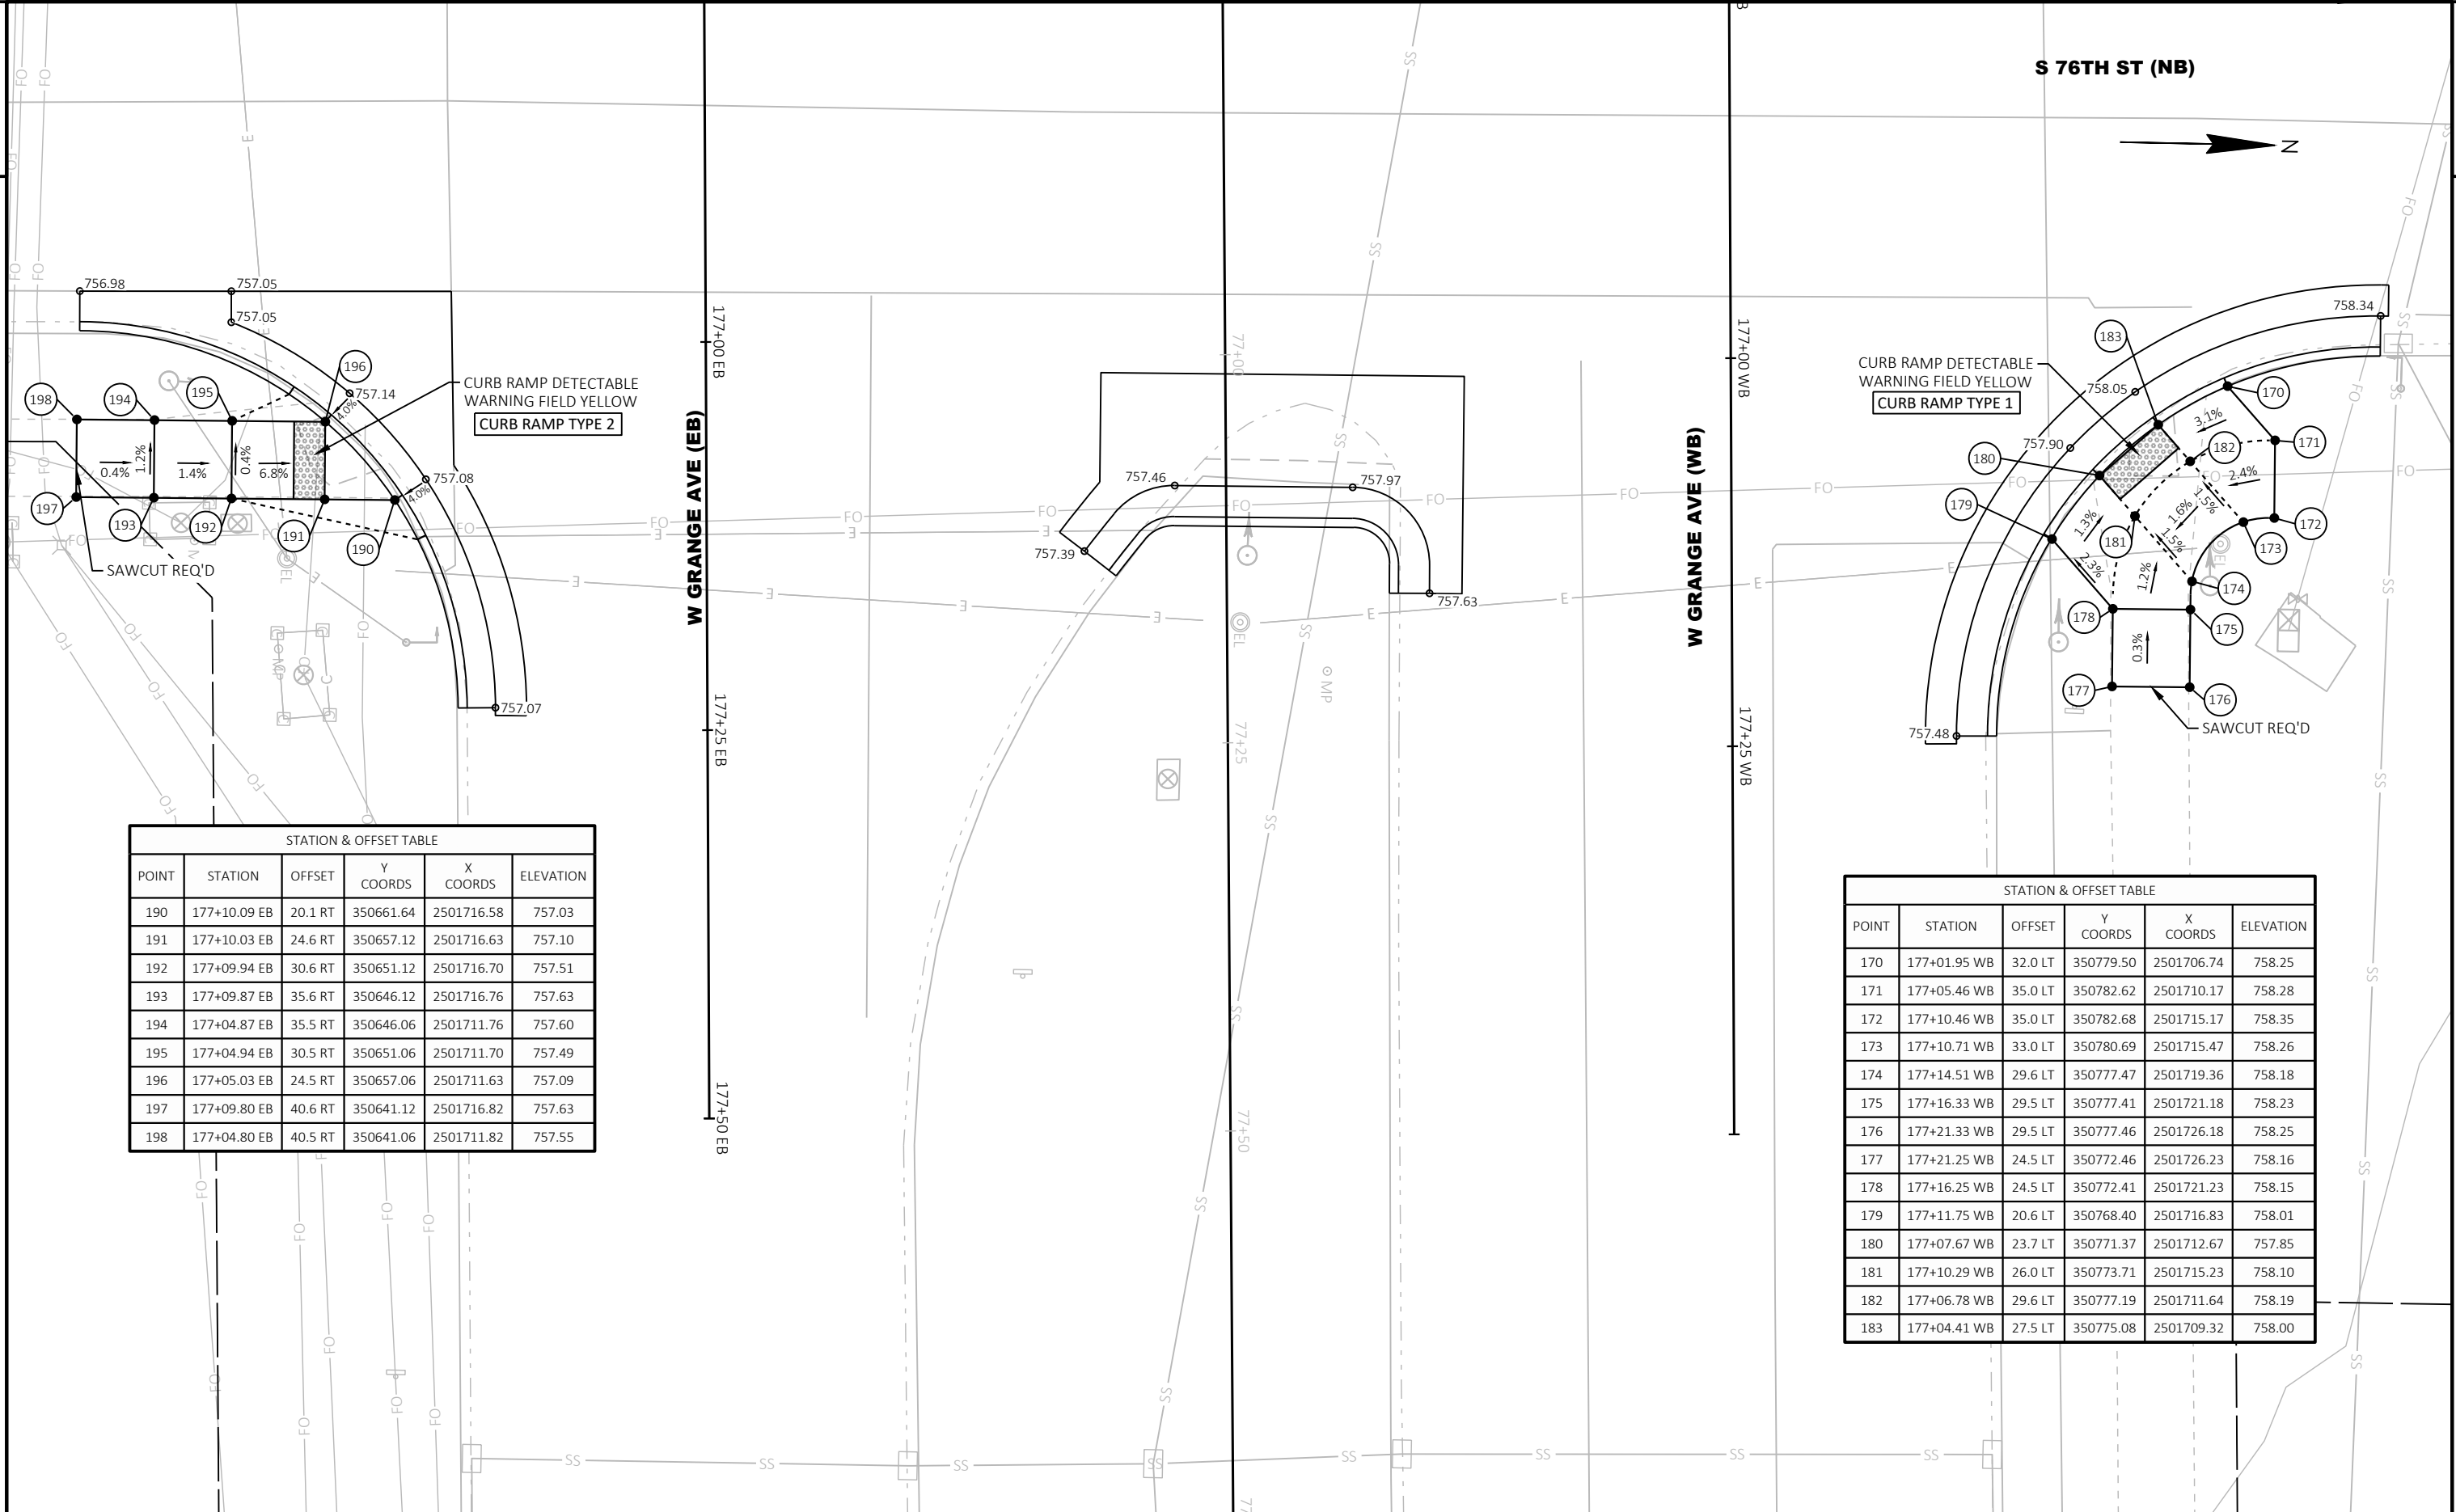 S 76TH ST (NB)
N
756.98
757.05
757.05
196
757.14
4.0%
198
194
195
CURB RAMP DETECTABLE
WARNING FIELD YELLOW
CURB RAMP TYPE 2
0.4%
1.2%
1.4%
0.4%
6.8%
757.08
4.0%
197
193
192
191
190
SAWCUT REQ'D
757.07
W GRANGE AVE (EB)
177+00 EB
177+25 EB
177+50 EB
77+00
77+25
77+50
757.46
757.97
757.39
757.63
MP
EL
W GRANGE AVE (WB)
177+00 WB
177+25 WB
758.34
183
CURB RAMP DETECTABLE
WARNING FIELD YELLOW
CURB RAMP TYPE 1
758.05
170
3.1%
757.90
182
171
180
2.4%
179
1.3%
1.6%
1.5%
172
181
1.5%
173
2.3%
1.2%
174
178
175
0.3%
177
176
SAWCUT REQ'D
757.48
FO
E
SS
STATION & OFFSET TABLE
POINT STATION OFFSET Y COORDS X COORDS ELEVATION
190 177+10.09 EB 20.1 RT 350661.64 2501716.58 757.03
191 177+10.03 EB 24.6 RT 350657.12 2501716.63 757.10
192 177+09.94 EB 30.6 RT 350651.12 2501716.70 757.51
193 177+09.87 EB 35.6 RT 350646.12 2501716.76 757.63
194 177+04.87 EB 35.5 RT 350646.06 2501711.76 757.60
195 177+04.94 EB 30.5 RT 350651.06 2501711.70 757.49
196 177+05.03 EB 24.5 RT 350657.06 2501711.63 757.09
197 177+09.80 EB 40.6 RT 350641.12 2501716.82 757.63
198 177+04.80 EB 40.5 RT 350641.06 2501711.82 757.55
STATION & OFFSET TABLE
POINT STATION OFFSET Y COORDS X COORDS ELEVATION
170 177+01.95 WB 32.0 LT 350779.50 2501706.74 758.25
171 177+05.46 WB 35.0 LT 350782.62 2501710.17 758.28
172 177+10.46 WB 35.0 LT 350782.68 2501715.17 758.35
173 177+10.71 WB 33.0 LT 350780.69 2501715.47 758.26
174 177+14.51 WB 29.6 LT 350777.47 2501719.36 758.18
175 177+16.33 WB 29.5 LT 350777.41 2501721.18 758.23
176 177+21.33 WB 29.5 LT 350777.46 2501726.18 758.25
177 177+21.25 WB 24.5 LT 350772.46 2501726.23 758.16
178 177+16.25 WB 24.5 LT 350772.41 2501721.23 758.15
179 177+11.75 WB 20.6 LT 350768.40 2501716.83 758.01
180 177+07.67 WB 23.7 LT 350771.37 2501712.67 757.85
181 177+10.29 WB 26.0 LT 350773.71 2501715.23 758.10
182 177+06.78 WB 29.6 LT 350777.19 2501711.64 758.19
183 177+04.41 WB 27.5 LT 350775.08 2501709.32 758.00